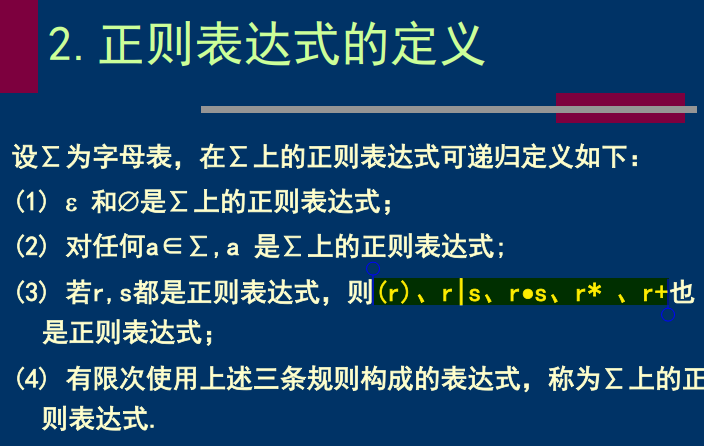 2.正则表达式的定义
设∑为字母表，在∑上的正则表达式可递归定义如下：
(1) ε 和∅是∑上的正则表达式；
(2) 对任何a∈∑,a 是∑上的正则表达式;
(3) 若r,s都是正则表达式，则(r)、r|s、r•s、r* 、r+也
是正则表达式；
(4) 有限次使用上述三条规则构成的表达式，称为∑上的正
则表达式.